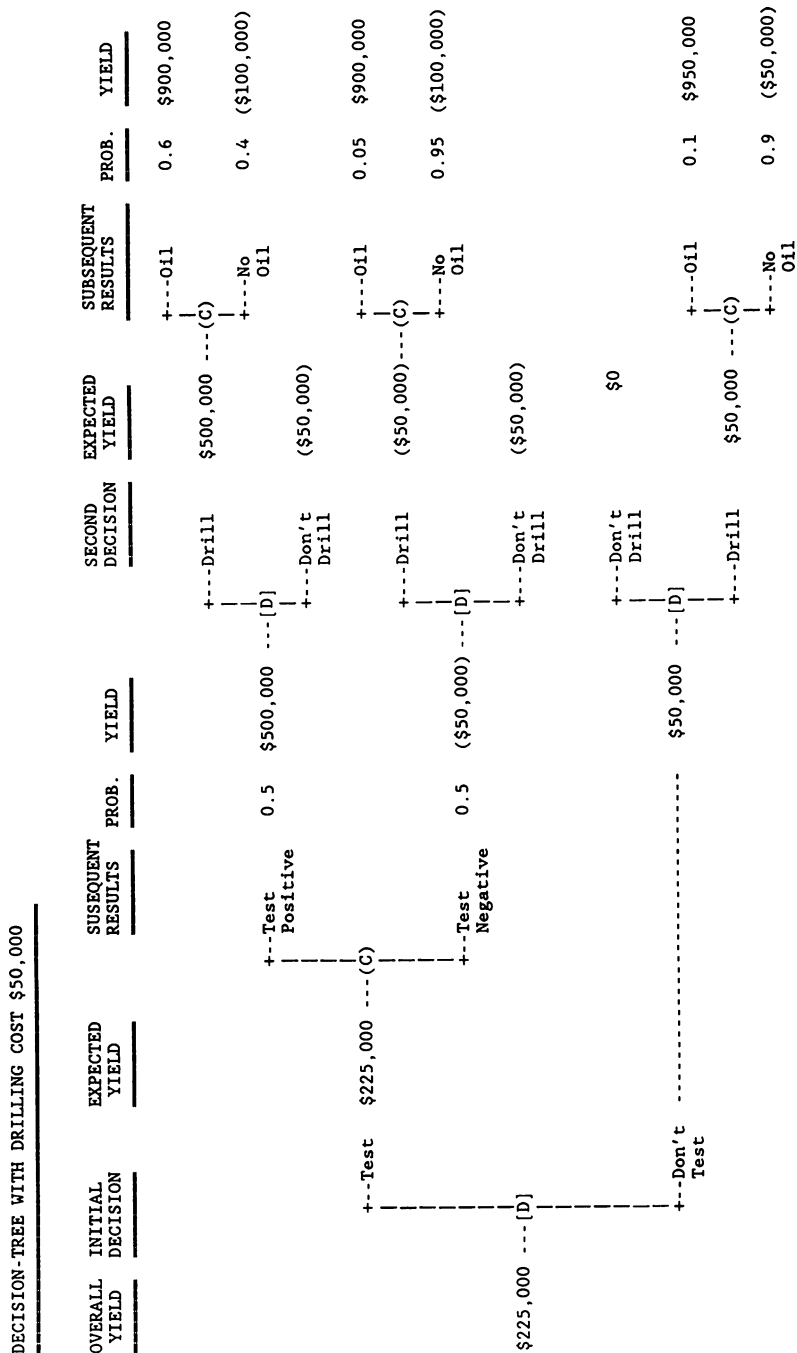 DECISION-TREE WITH DRILLING COST $50,000
OVERALL INITIAL EXPECTED SUSEQUENT PROB. YIELD SECOND EXPECTED SUBSEQUENT PROB. YIELD
YIELD DECISION YIELD RESULTS DECISION YIELD RESULTS
+---Oil 0.6 $900,000
+---Drill $500,000 ---(C)
+---No 0.4 ($100,000)
Oil
+--Test 0.5 $500,000 ---[D]
Positive
+---Don't ($50,000)
Drill
+---Oil 0.05 $900,000
+--Test $225,000 ---(C)
+---Drill ($50,000)---(C)
+---No 0.95 ($100,000)
Oil
+--Test 0.5 ($50,000) ---[D]
Negative
+---Don't ($50,000)
Drill
$225,000 ---[D]
+---Don't $0
Drill
+--Don't ---------------------------------- $50,000 ---[D]
Test
+---Oil 0.1 $950,000
+---Drill $50,000 ---(C)
+---No 0.9 ($50,000)
Oil